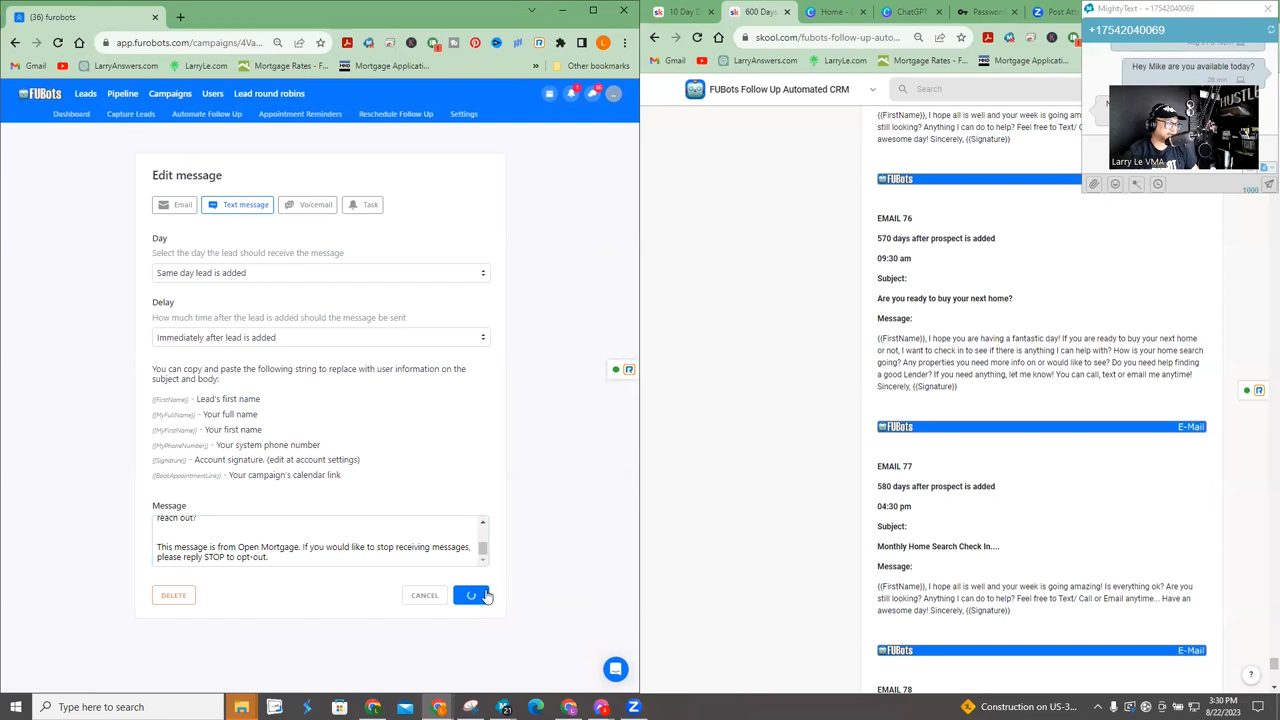 (33) furobots
app.furobots.com/campaigns/4Va
Gmail
LarryAnswers.com
LarryLe.com
Mortgage Rates - F...
Mortgage Applicati...
Other bookmarks
FUBots
Leads
Pipeline
Campaigns
Users
Lead round robins
Dashboard
Capture Leads
Automate Follow Up
Appointment Reminders
Reschedule Follow Up
Settings
Edit message
Email
Text message
Voicemail
Task
Day
Select the day the lead should receive the message
Same day lead is added
Delay
How much time after the lead is added should the message be sent
Immediately after lead is added
You can copy and paste the following string to replace with user information on the
subject and body:
{{FirstName}} - Lead's first name
{{MyFullName}} - Your full name
{{MyFirstName}} - Your first name
{{MyPhoneNumber}} - Your system phone number
{{Signature}} - Account signature. (edit at account settings)
{{BookAppointmentLink}} - Your campaign's calendar link
Message
reach out?
This message is from Open Mortgage. If you would like to stop receiving messages,
please reply STOP to opt-out.
DELETE
CANCEL
10 Day D
600 Days
Home - C
ChatGPT
Password
Post Atte
skool.com/fubots-follow-up-auto...
Gmail
LarryAnswers.com
LarryLe.com
Mortgage Rates - F...
Mortgage Applicati
FUBots Follow Up Automated CRM
Search
{{FirstName}}, I hope all is well and your week is going amaz
still looking? Anything I can do to help? Feel free to Text/ C
awesome day! Sincerely, {{Signature}}
FUBots
EMAIL 76
570 days after prospect is added
09:30 am
Subject:
Are you ready to buy your next home?
Message:
{{FirstName}}, I hope you are having a fantastic day! If you are ready to buy your next home
or not, I want to check in to see if there is anything I can help with? How is your home search
going? Any properties you need more info on or would like to see? Do you need help finding
a good Lender? If you need anything, let me know! You can call, text or email me anytime!
Sincerely, {{Signature}}
FUBots
E-Mail
EMAIL 77
580 days after prospect is added
04:30 pm
Subject:
Monthly Home Search Check In....
Message:
{{FirstName}}, I hope all is well and your week is going amazing! Is everything ok? Are you
still looking? Anything I can do to help? Feel free to Text/ Call or Email anytime... Have an
awesome day! Sincerely, {{Signature}}
FUBots
E-Mail
EMAIL 78
MightyText - +17542040069
+17542040069
Hey Mike are you available today?
26 min
HUSTLE
Larry Le VMA
1000
Type here to search
21
Construction on US-3...
3:30 PM
8/22/2023